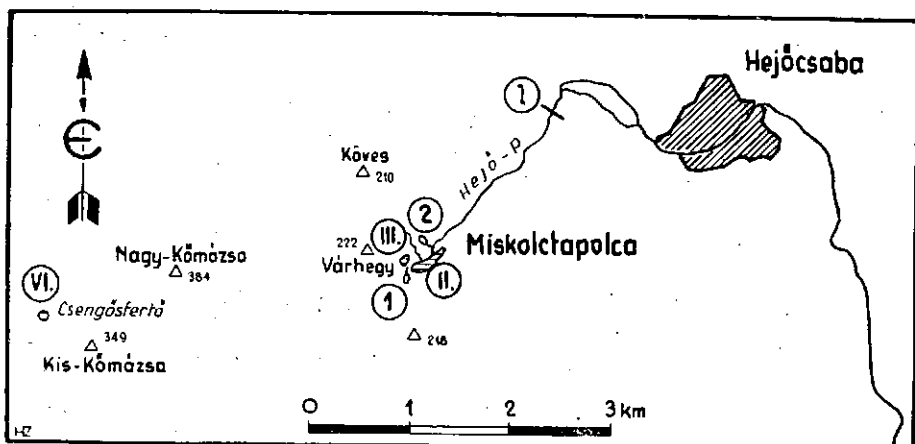 Hejőcsaba
I.
Köves
210
Hejő-p
É
2
III.
222
Várhegy
Miskolctapolca
II.
1
Nagy-Kőmázsa
384
VI.
Csengősfertő
349
Kis-Kőmázsa
218
0 1 2 3 km
HZ